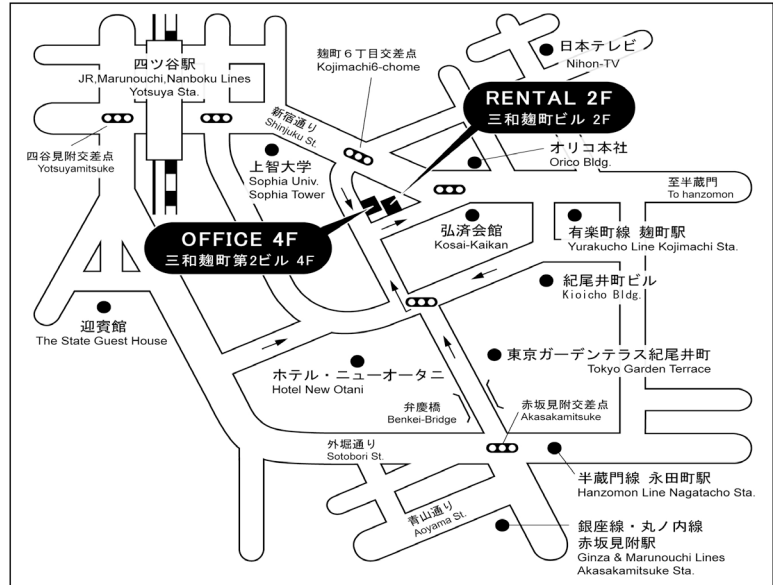 四ツ谷駅
JR,Marunouchi,Nanboku Lines
Yotsuya Sta.
麹町６丁目交差点
Kojimachi6-chome
日本テレビ
Nihon-TV
RENTAL 2F
三和麹町ビル 2F
新宿通り
Shinjuku St.
四谷見附交差点
Yotsuyamitsuke
上智大学
Sophia Univ.
Sophia Tower
オリコ本社
Orico Bldg.
至半蔵門
To hanzomon
OFFICE 4F
三和麹町第2ビル 4F
弘済会館
Kosai-Kaikan
有楽町線 麹町駅
Yurakucho Line Kojimachi Sta.
紀尾井町ビル
Kioicho Bldg.
迎賓館
The State Guest House
東京ガーデンテラス紀尾井町
Tokyo Garden Terrace
ホテル・ニューオータニ
Hotel New Otani
弁慶橋
Benkei-Bridge
赤坂見附交差点
Akasakamitsuke
外堀通り
Sotobori St.
半蔵門線 永田町駅
Hanzomon Line Nagatacho Sta.
青山通り
Aoyama St.
銀座線・丸ノ内線
赤坂見附駅
Ginza & Marunouchi Lines
Akasakamitsuke Sta.